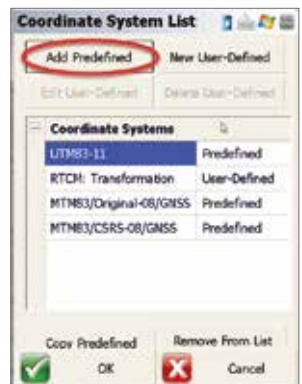 Coordinate System List
Add Predefined New User-Defined
Edit User-Defined Delete User-Defined
Coordinate Systems
UTM83-11 Predefined
RTCM: Transformation User-Defined
MTM83/Original-08/GNSS Predefined
MTM83/CSRS-08/GNSS Predefined
Copy Predefined Remove From List
OK Cancel